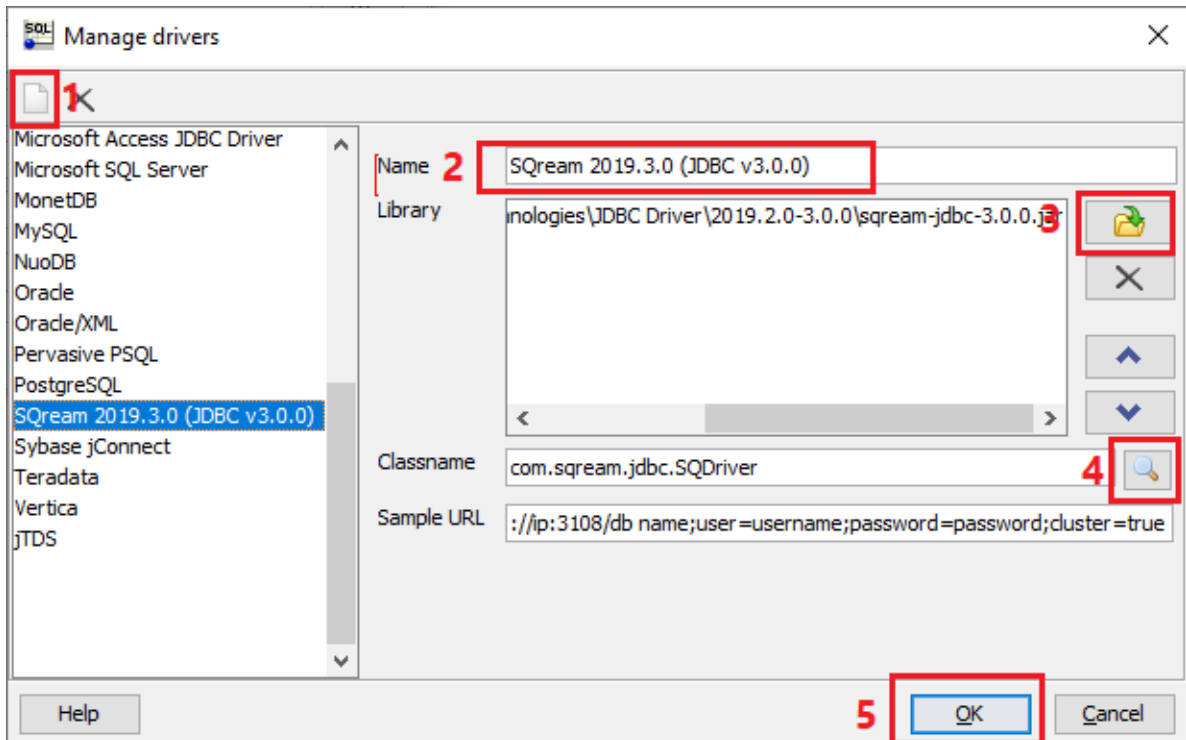 SQL
Manage drivers
1
Microsoft Access JDBC Driver
Microsoft SQL Server
MonetDB
MySQL
NuoDB
Oracle
Oracle/XML
Pervasive PSQL
PostgreSQL
SQream 2019.3.0 (JDBC v3.0.0)
Sybase jConnect
Teradata
Vertica
jTDS
Name 2 SQream 2019.3.0 (JDBC v3.0.0)
Library nologies\JDBC Driver\2019.2.0-3.0.0\sqream-jdbc-3.0.0.jar 3
Classname com.sqream.jdbc.SQDriver 4
Sample URL ://ip:3108/db name;user=username;password=password;cluster=true
Help 5 OK Cancel